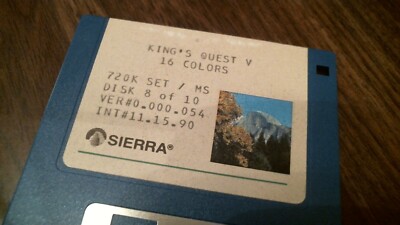 KING'S QUEST V
16 COLORS
720K SET / MS
DISK 8 of 10
VER#0.000.054
INT#11.15.90
SIERRA®